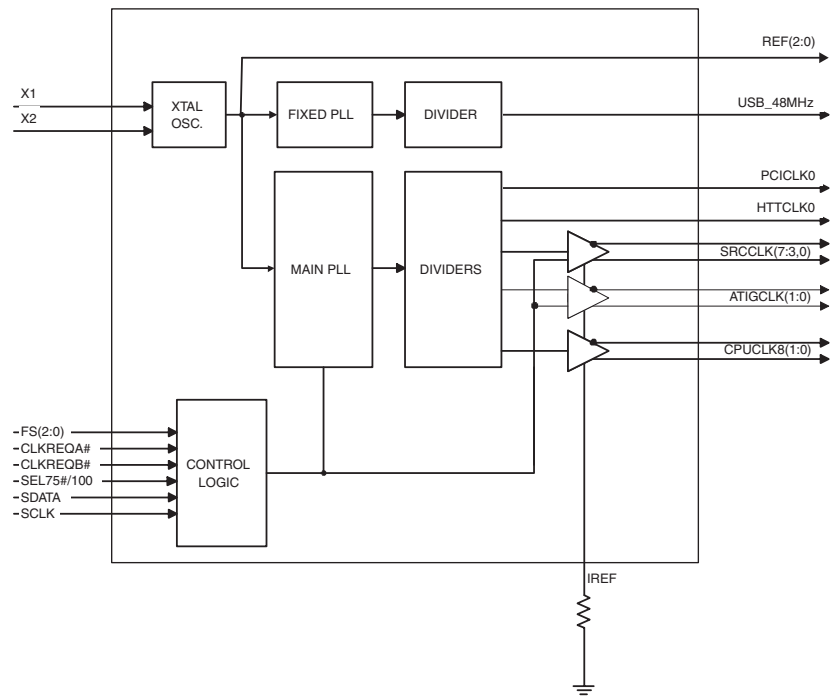 REF(2:0)
X1
XTAL
OSC.
FIXED PLL
DIVIDER
USB_48MHz
X2
PCICLK0
HTTCLK0
MAIN PLL
DIVIDERS
SRCCLK(7:3,0)
ATIGCLK(1:0)
CPUCLK8(1:0)
FS(2:0)
CLKREQA#
CLKREQB#
SEL75#/100
SDATA
SCLK
CONTROL
LOGIC
IREF